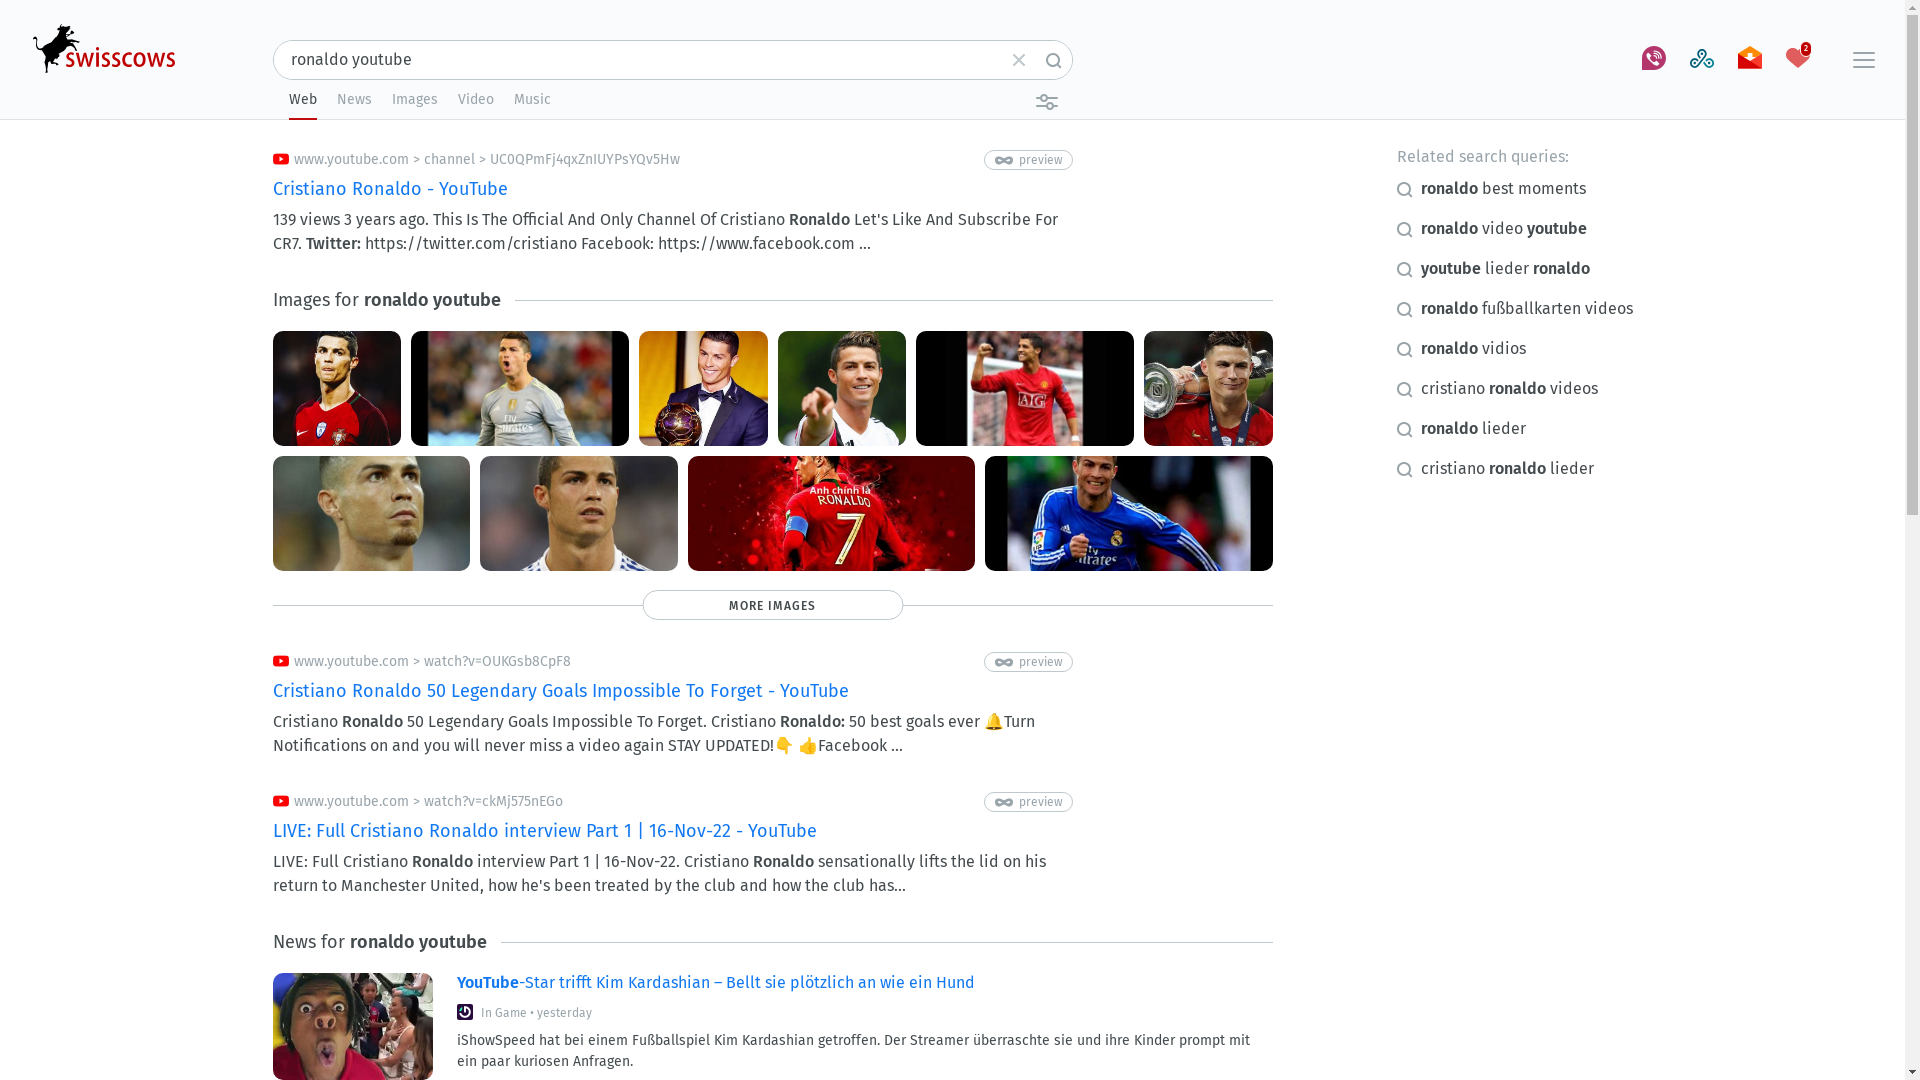 swisscows
ronaldo youtube
2
Web News Images Video Music
www.youtube.com > channel > UC0QPmFj4qxZnIUYPsYQv5Hw
preview
Cristiano Ronaldo - YouTube
139 views 3 years ago. This Is The Official And Only Channel Of Cristiano Ronaldo Let's Like And Subscribe For
CR7. Twitter: https://twitter.com/cristiano Facebook: https://www.facebook.com ...
Images for ronaldo youtube
AIG
Fly Emirates
Anh chính là
RONALDO
7
MORE IMAGES
www.youtube.com > watch?v=OUKGsb8CpF8
preview
Cristiano Ronaldo 50 Legendary Goals Impossible To Forget - YouTube
Cristiano Ronaldo 50 Legendary Goals Impossible To Forget. Cristiano Ronaldo: 50 best goals ever 🔔Turn
Notifications on and you will never miss a video again STAY UPDATED!👇 👍Facebook ...
www.youtube.com > watch?v=ckMj575nEGo
preview
LIVE: Full Cristiano Ronaldo interview Part 1 | 16-Nov-22 - YouTube
LIVE: Full Cristiano Ronaldo interview Part 1 | 16-Nov-22. Cristiano Ronaldo sensationally lifts the lid on his
return to Manchester United, how he's been treated by the club and how the club has...
News for ronaldo youtube
YouTube-Star trifft Kim Kardashian – Bellt sie plötzlich an wie ein Hund
In Game • yesterday
iShowSpeed hat bei einem Fußballspiel Kim Kardashian getroffen. Der Streamer überraschte sie und ihre Kinder prompt mit
ein paar kuriosen Anfragen.
Related search queries:
ronaldo best moments
ronaldo video youtube
youtube lieder ronaldo
ronaldo fußballkarten videos
ronaldo vidios
cristiano ronaldo videos
ronaldo lieder
cristiano ronaldo lieder